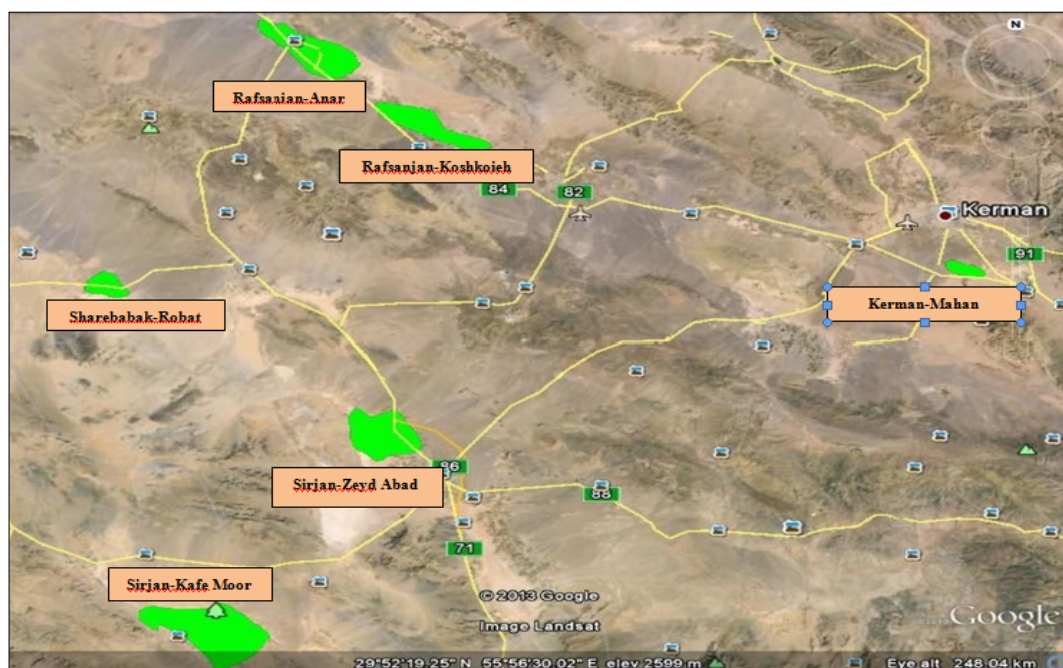 N
Rafsanjan-Anar
Rafsanjan-Koshkoieh
84
82
Kerman
91
Sharebabak-Robat
Kerman-Mahan
86
Sirjan-Zeyd Abad
88
71
Sirjan-Kafe Moor
© 2013 Google
Image Landsat
Google
29°52'19.25" N 55°56'30.02" E elev 2599 m
Eye alt 248.04 km